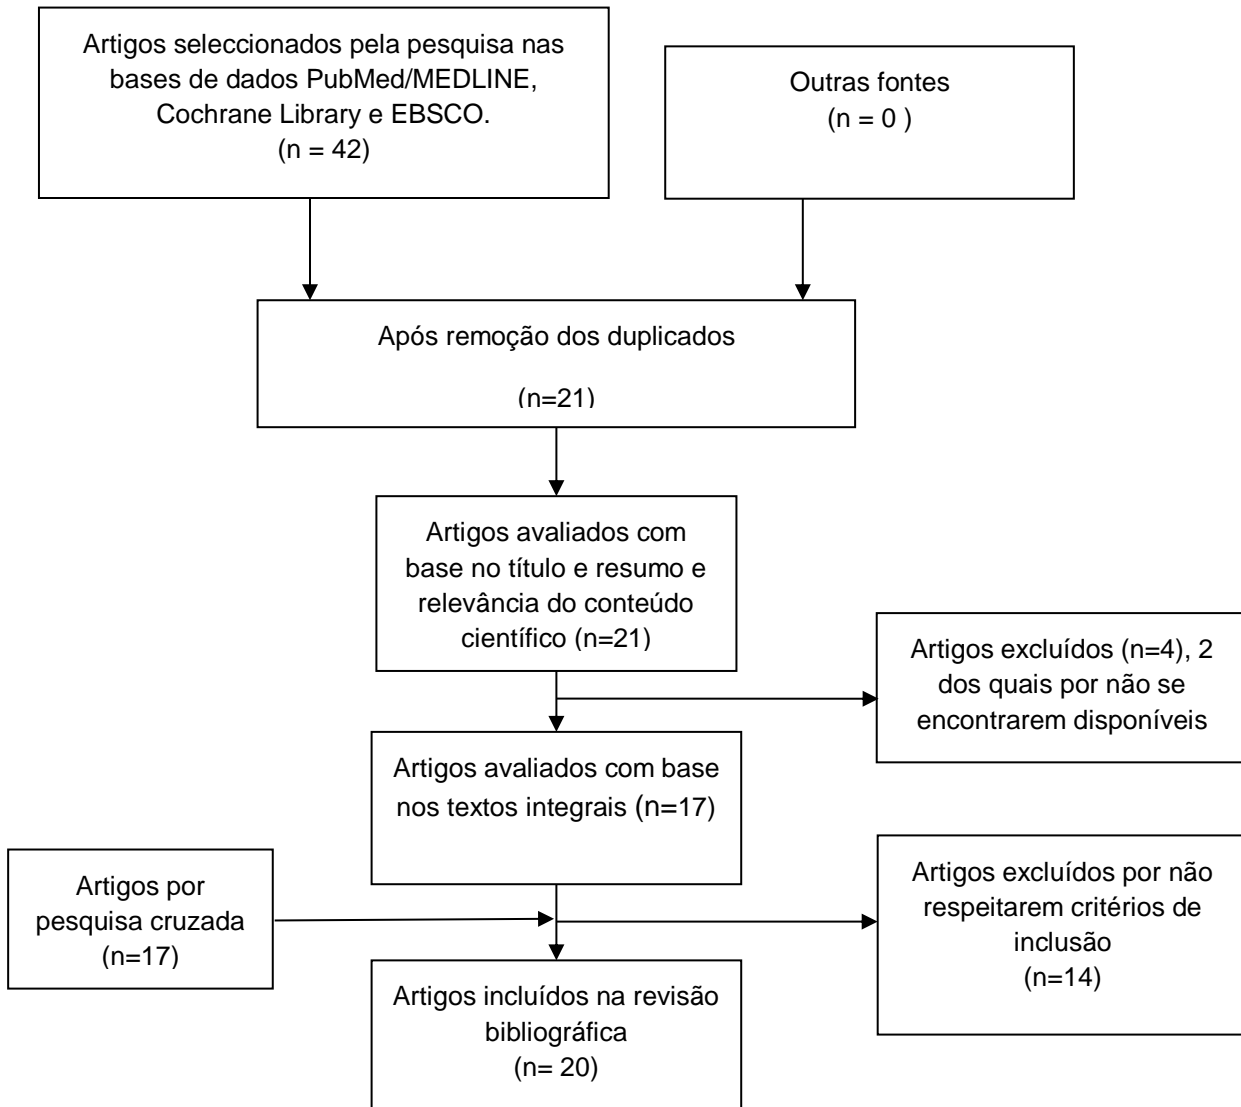 Artigos seleccionados pela pesquisa nas
bases de dados PubMed/MEDLINE,
Cochrane Library e EBSCO.
(n = 42)
Outras fontes
(n = 0 )
Após remoção dos duplicados
(n=21)
Artigos avaliados com
base no título e resumo e
relevância do conteúdo
científico (n=21)
Artigos excluídos (n=4), 2
dos quais por não se
encontrarem disponíveis
Artigos avaliados com base
nos textos integrais (n=17)
Artigos por
pesquisa cruzada
(n=17)
Artigos excluídos por não
respeitarem critérios de
inclusão
(n=14)
Artigos incluídos na revisão
bibliográfica
(n= 20)